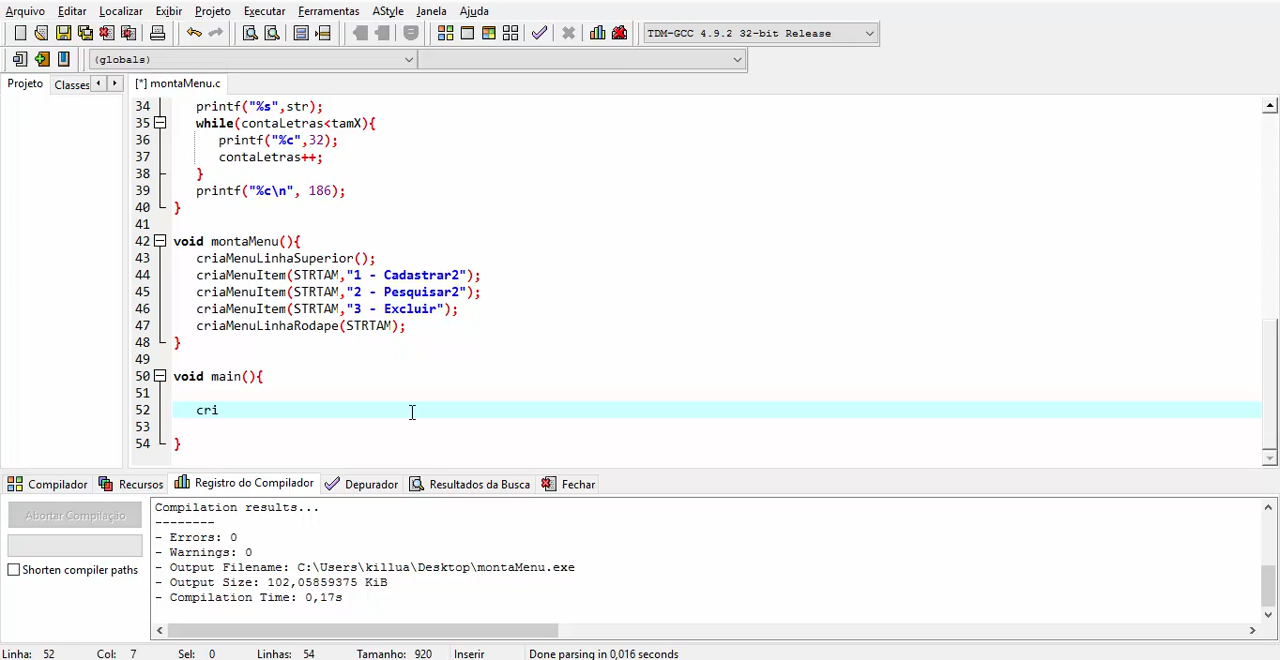 Arquivo Editar Localizar Exibir Projeto Executar Ferramentas AStyle Janela Ajuda
TDM-GCC 4.9.2 32-bit Release
(globals)
Projeto Classes [*] montaMenu.c
34 printf("%s",str);
35 while(contaLetras<tamX){
36 printf("%c",32);
37 contaLetras++;
38 }
39 printf("%c\n", 186);
40 }
41
42 void montaMenu(){
43 criaMenuLinhaSuperior();
44 criaMenuItem(STRTAM,"1 - Cadastrar2");
45 criaMenuItem(STRTAM,"2 - Pesquisar2");
46 criaMenuItem(STRTAM,"3 - Excluir");
47 criaMenuLinhaRodape(STRTAM);
48 }
49
50 void main(){
51
52 cri
53
54 }
Compilador Recursos Registro do Compilador Depurador Resultados da Busca Fechar
Abortar Compilação
Shorten compiler paths
Compilation results...
--------
- Errors: 0
- Warnings: 0
- Output Filename: C:\Users\killua\Desktop\montaMenu.exe
- Output Size: 102,05859375 KiB
- Compilation Time: 0,17s
Linha: 52 Col: 7 Sel: 0 Linhas: 54 Tamanho: 920 Inserir Done parsing in 0,016 seconds